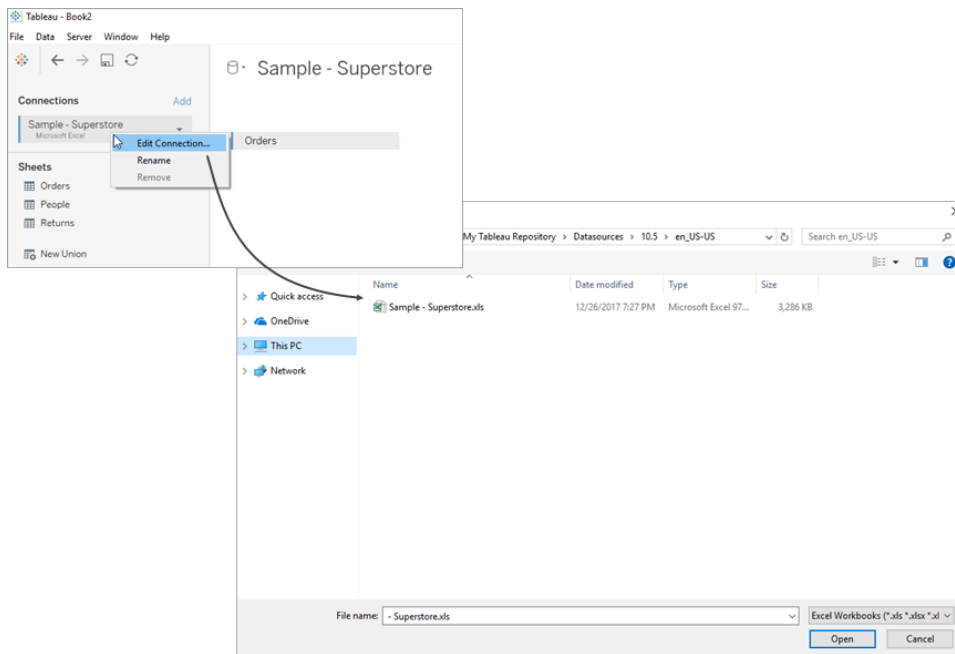 Tableau - Book2
File Data Server Window Help
Sample - Superstore
Connections Add
Sample - Superstore
Microsoft Excel
Edit Connection...
Rename
Remove
Orders
Sheets
Orders
People
Returns
New Union
My Tableau Repository > Datasources > 10.5 > en_US-US
Search en_US-US
Name Date modified Type Size
Quick access
Sample - Superstore.xls 12/26/2017 7:27 PM Microsoft Excel 97... 3,286 KB
OneDrive
This PC
Network
File name: - Superstore.xls Excel Workbooks (*.xls *.xlsx *.xl
Open Cancel